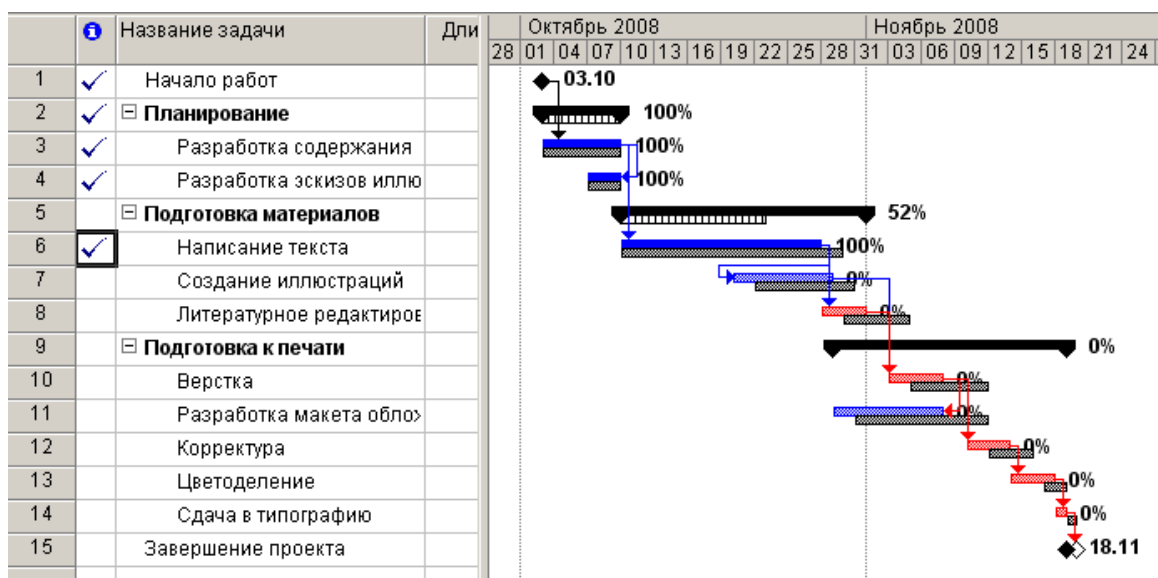 Название задачи Дли Октябрь 2008 Ноябрь 2008
28 01 04 07 10 13 16 19 22 25 28 31 03 06 09 12 15 18 21 24
1 Начало работ 03.10
2 Планирование 100%
3 Разработка содержания 100%
4 Разработка эскизов иллю 100%
5 Подготовка материалов 52%
6 Написание текста 100%
7 Создание иллюстраций 0%
8 Литературное редактиров 0%
9 Подготовка к печати 0%
10 Верстка 0%
11 Разработка макета облож 0%
12 Корректура 0%
13 Цветоделение 0%
14 Сдача в типографию 0%
15 Завершение проекта 18.11